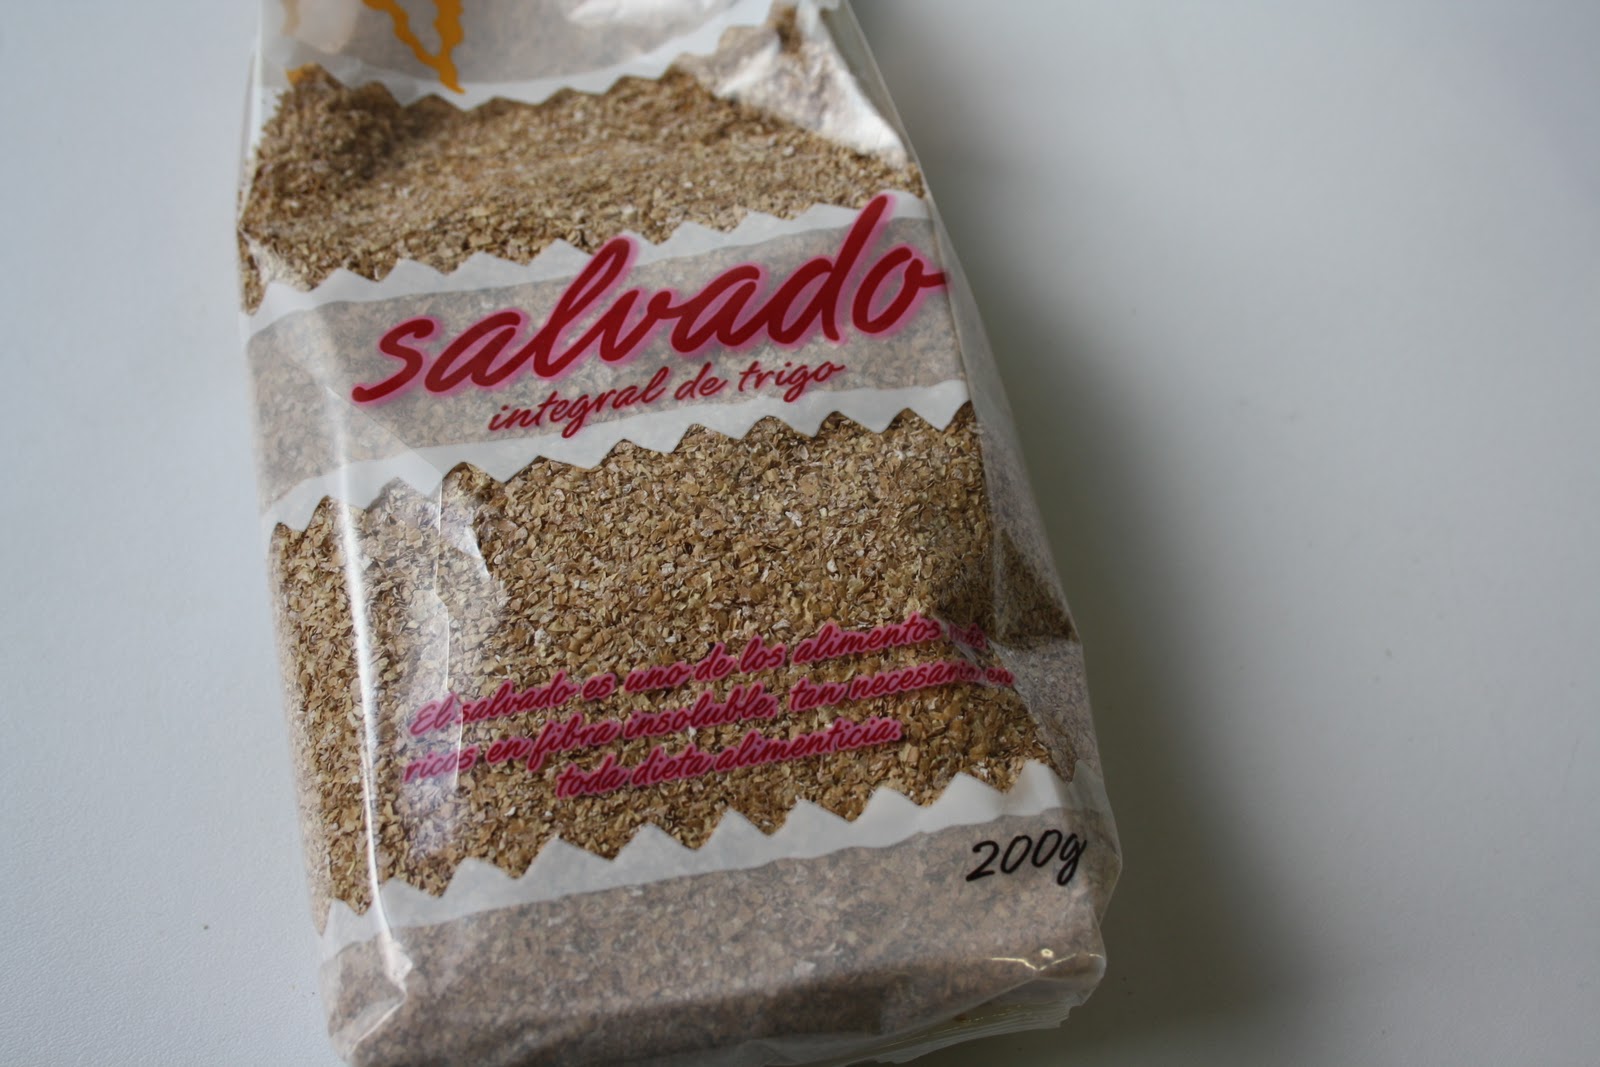 salvado
integral de trigo
El salvado es uno de los alimentos más
ricos en fibra insoluble, tan necesaria en
toda dieta alimenticia.
200g